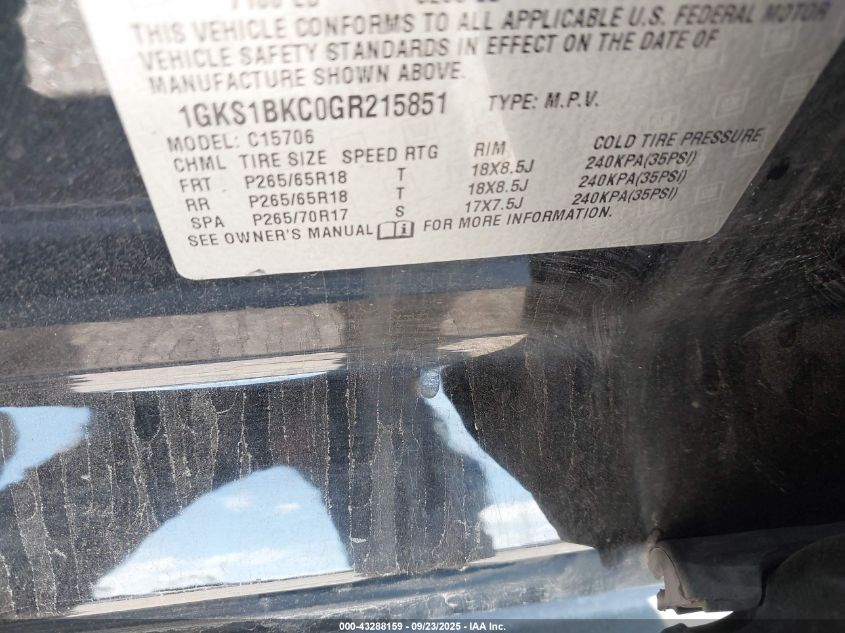 THIS VEHICLE CONFORMS TO ALL APPLICABLE U.S. FEDERAL MOTOR
VEHICLE SAFETY STANDARDS IN EFFECT ON THE DATE OF
MANUFACTURE SHOWN ABOVE.
1GKS1BKC0GR215851 TYPE: M.P.V.
MODEL: C15706
CHML TIRE SIZE SPEED RTG RIM COLD TIRE PRESSURE
FRT P265/65R18 T 18X8.5J 240KPA(35PSI)
RR P265/65R18 T 18X8.5J 240KPA(35PSI)
SPA P265/70R17 S 17X7.5J 240KPA(35PSI)
SEE OWNER'S MANUAL FOR MORE INFORMATION.
000-43288159 - 09/23/2025 - IAA Inc.